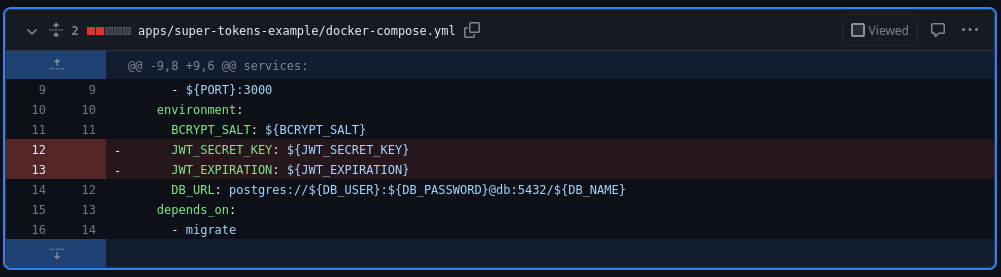 2 apps/super-tokens-example/docker-compose.yml Viewed
@@ -9,8 +9,6 @@ services:
9 9 - ${PORT}:3000
10 10 environment:
11 11 BCRYPT_SALT: ${BCRYPT_SALT}
12 - JWT_SECRET_KEY: ${JWT_SECRET_KEY}
13 - JWT_EXPIRATION: ${JWT_EXPIRATION}
14 12 DB_URL: postgres://${DB_USER}:${DB_PASSWORD}@db:5432/${DB_NAME}
15 13 depends_on:
16 14 - migrate